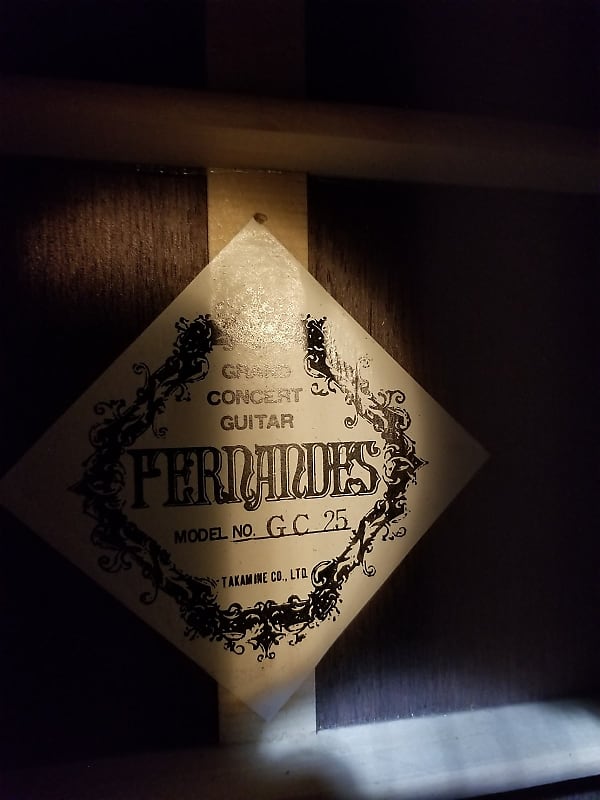 GRAND
CONCERT
GUITAR
FERNANDES
MODEL NO. GC 25
TAKAMINE CO., LTD.